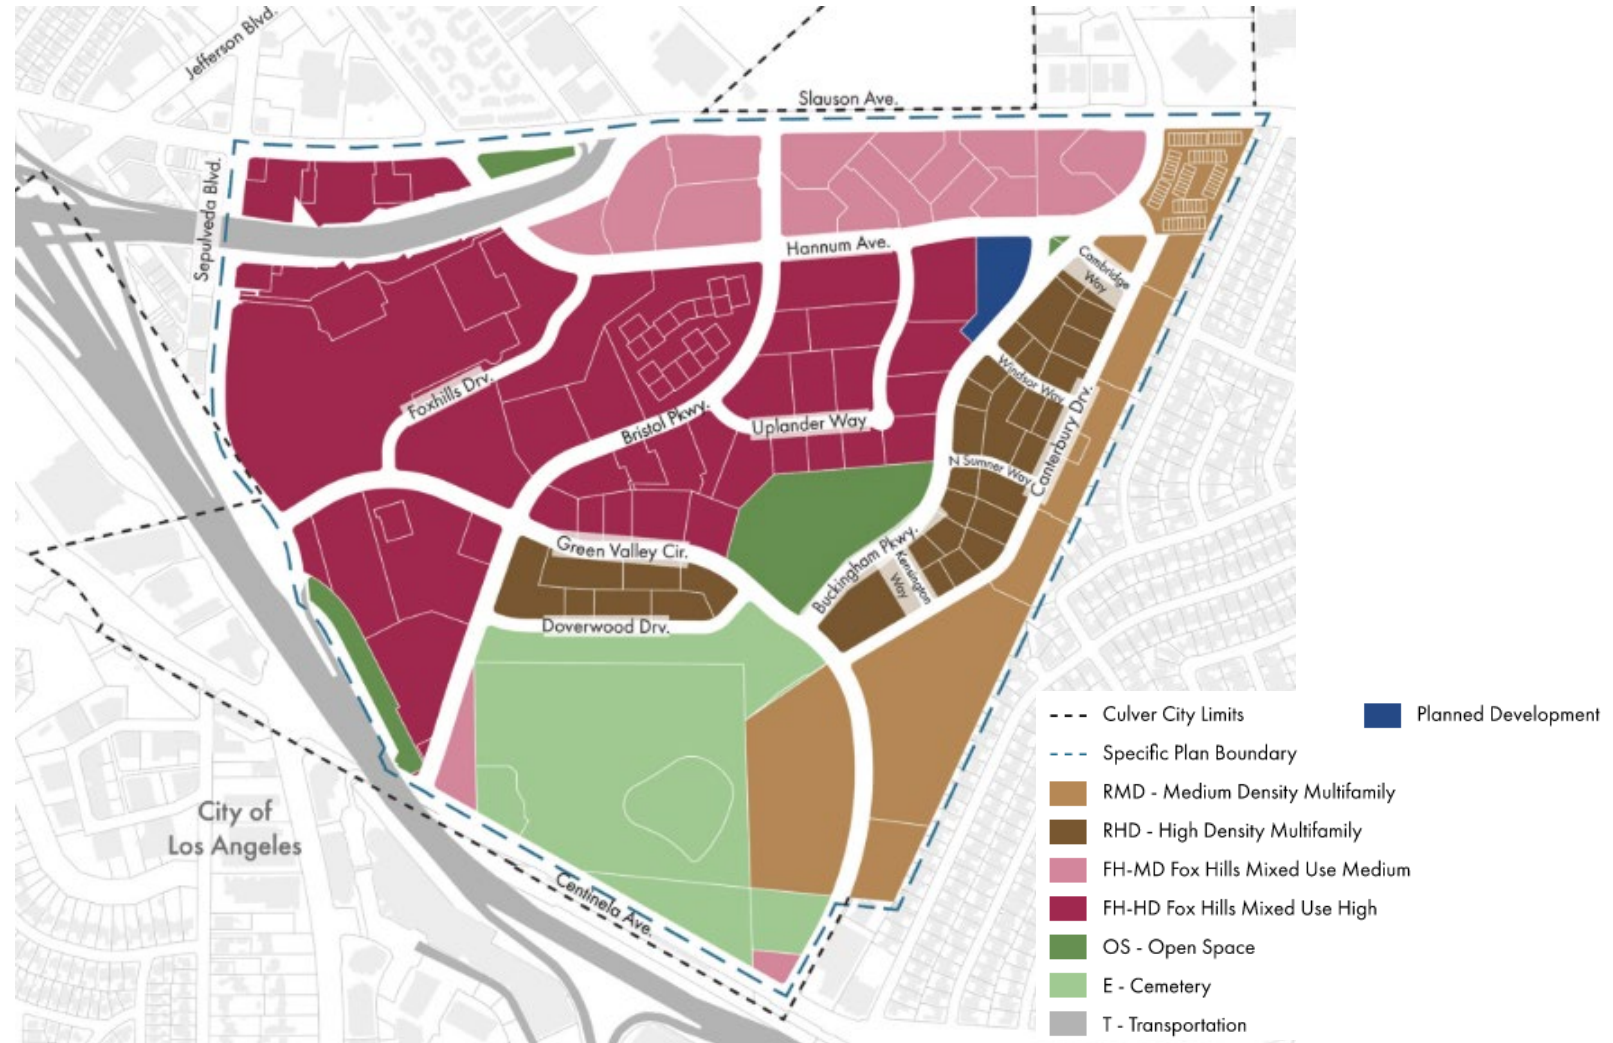 Jefferson Blvd.
Slauson Ave.
Sepulveda Blvd.
Hannum Ave.
Cambridge
Way
Foxhills Drv.
Windsor Way
Bristol Pkwy.
Uplander Way
Canterbury Drv.
N Sumner Way
Green Valley Cir.
Buckingham Pkwy.
Kensington
Way
Doverwood Drv.
City of
Los Angeles
Centinela Ave.
Culver City Limits
Planned Development
Specific Plan Boundary
RMD - Medium Density Multifamily
RHD - High Density Multifamily
FH-MD Fox Hills Mixed Use Medium
FH-HD Fox Hills Mixed Use High
OS - Open Space
E - Cemetery
T - Transportation